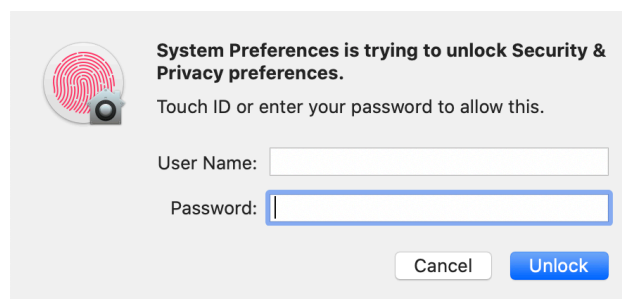 System Preferences is trying to unlock Security &
Privacy preferences.
Touch ID or enter your password to allow this.
User Name:
Password:
Cancel
Unlock